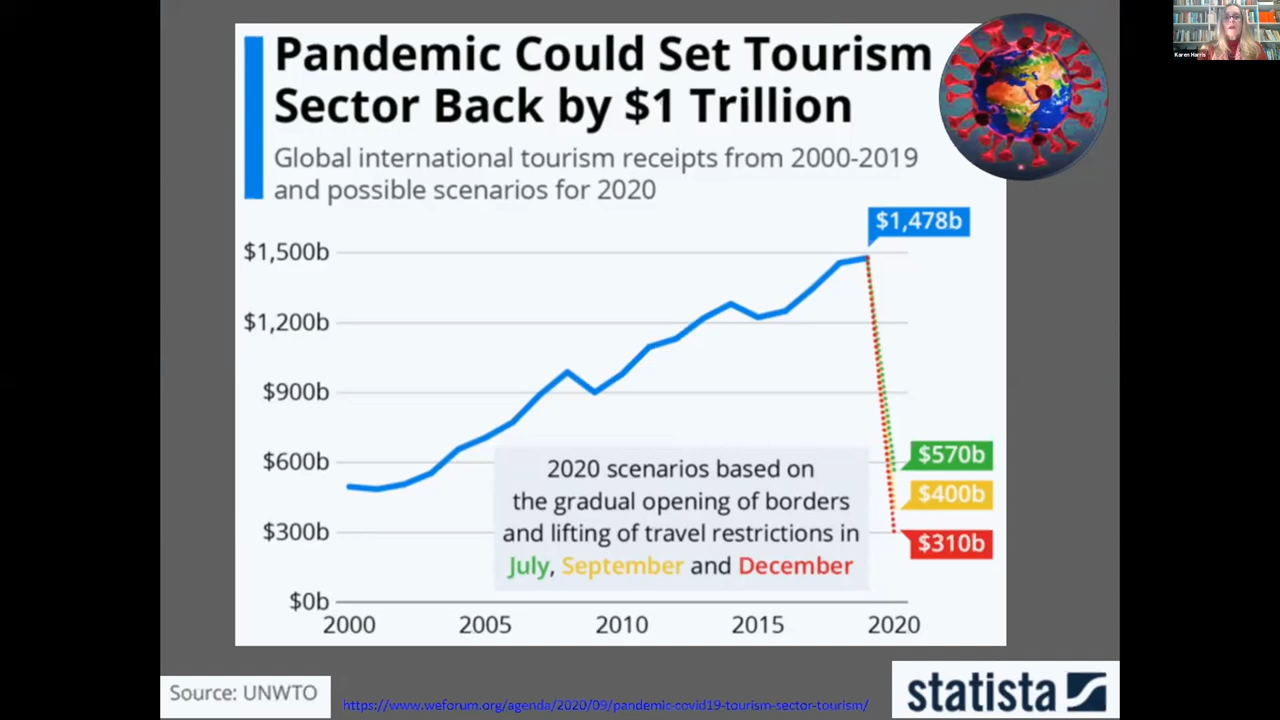 Pandemic Could Set Tourism
Sector Back by $1 Trillion
Global international tourism receipts from 2000-2019
and possible scenarios for 2020
Karen Harris
$1,478b
$1,500b
$1,200b
$900b
$600b
$300b
$0b
$570b
$400b
$310b
2020 scenarios based on
the gradual opening of borders
and lifting of travel restrictions in
July, September and December
2000 2005 2010 2015 2020
Source: UNWTO
https://www.weforum.org/agenda/2020/09/pandemic-covid19-tourism-sector-tourism/
statista